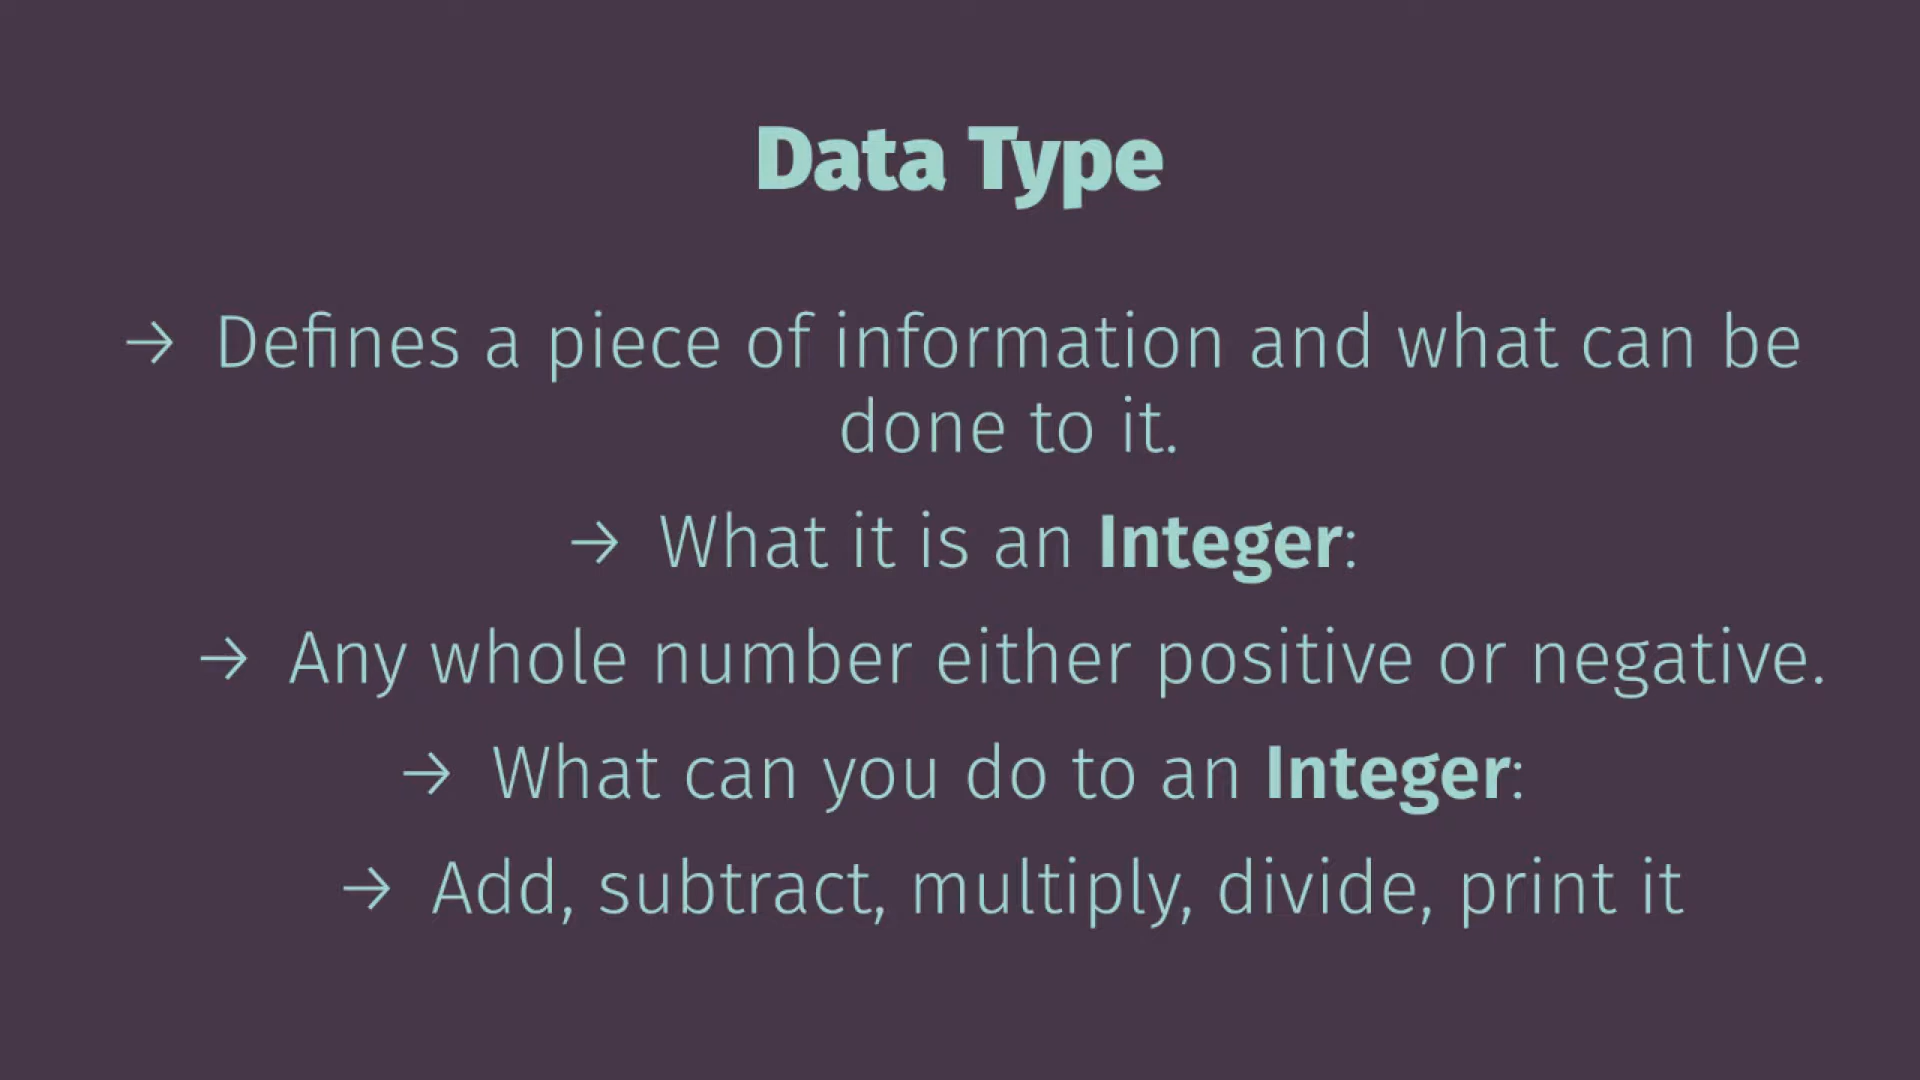 Data Type
→ Defines a piece of information and what can be
done to it.
→ What it is an Integer:
→ Any whole number either positive or negative.
→ What can you do to an Integer:
→ Add, subtract, multiply, divide, print it